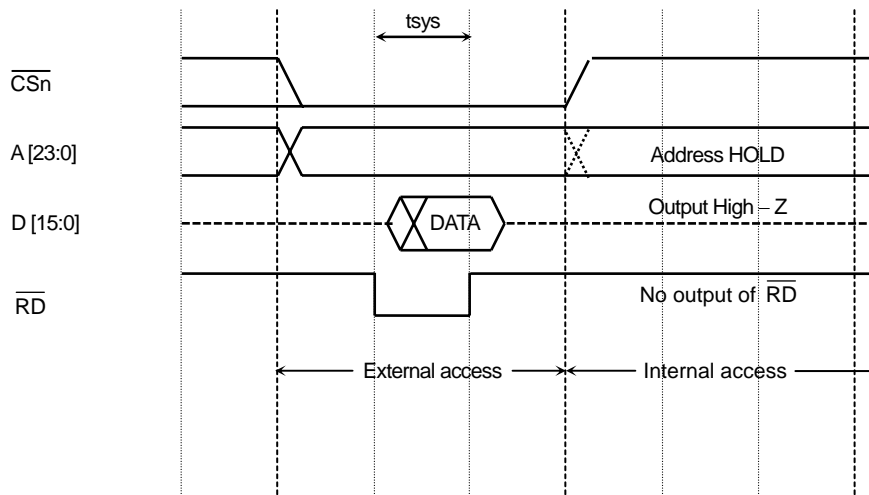 tsys
CSn
A [23:0]
Address HOLD
D [15:0]
DATA
Output High – Z
RD
No output of RD
External access
Internal access